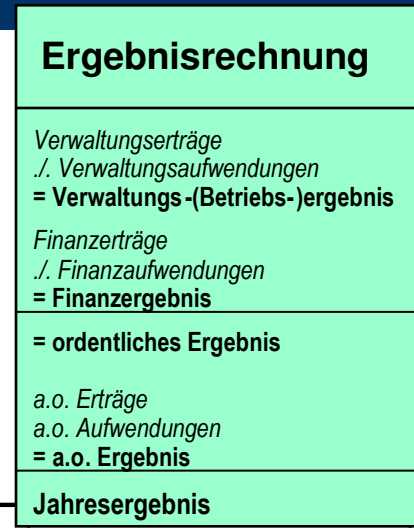 Ergebnisrechnung
Verwaltungserträge
./. Verwaltungsaufwendungen
= Verwaltungs-(Betriebs-)ergebnis
Finanzerträge
./. Finanzaufwendungen
= Finanzergebnis
= ordentliches Ergebnis
a.o. Erträge
a.o. Aufwendungen
= a.o. Ergebnis
Jahresergebnis